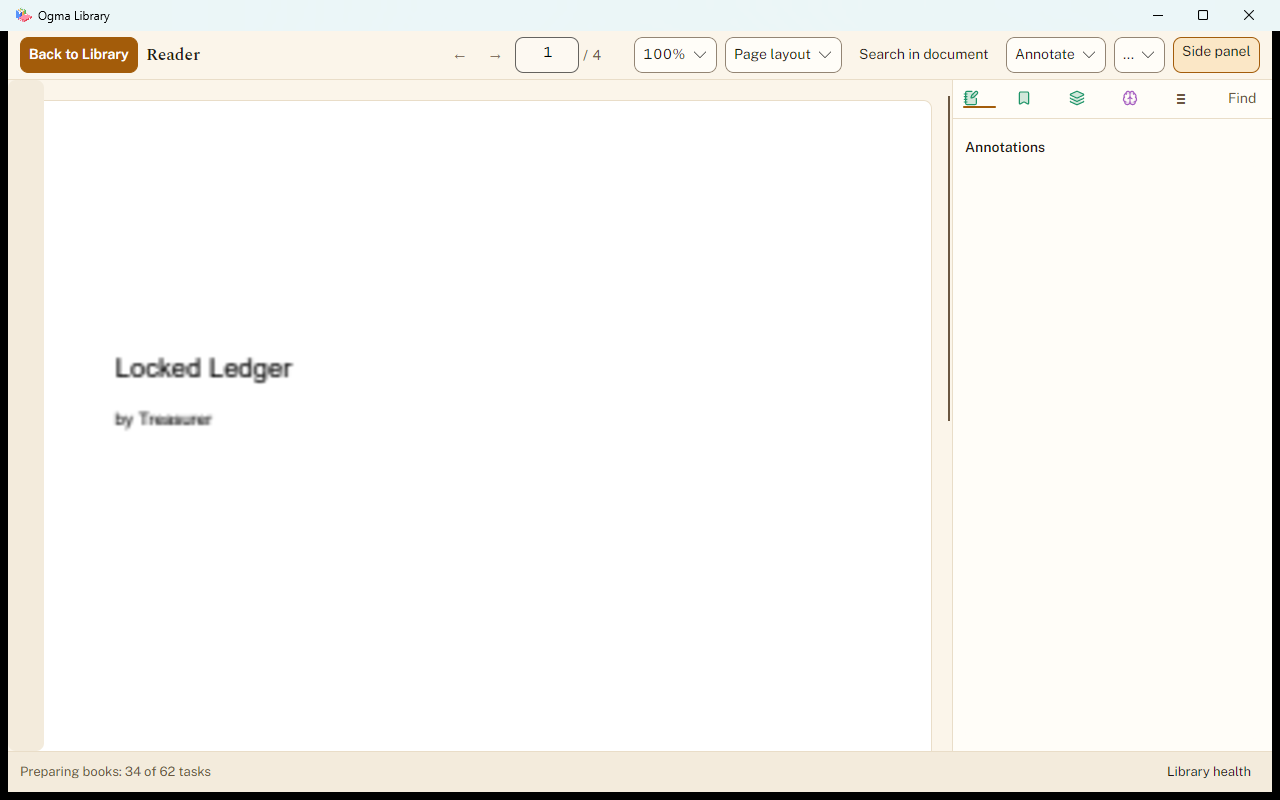 Ogma Library
Back to Library Reader ← → 1 / 4 100% Page layout Search in document Annotate ... Side panel
Find
Annotations
Locked Ledger
by Treasurer
Preparing books: 34 of 62 tasks Library health